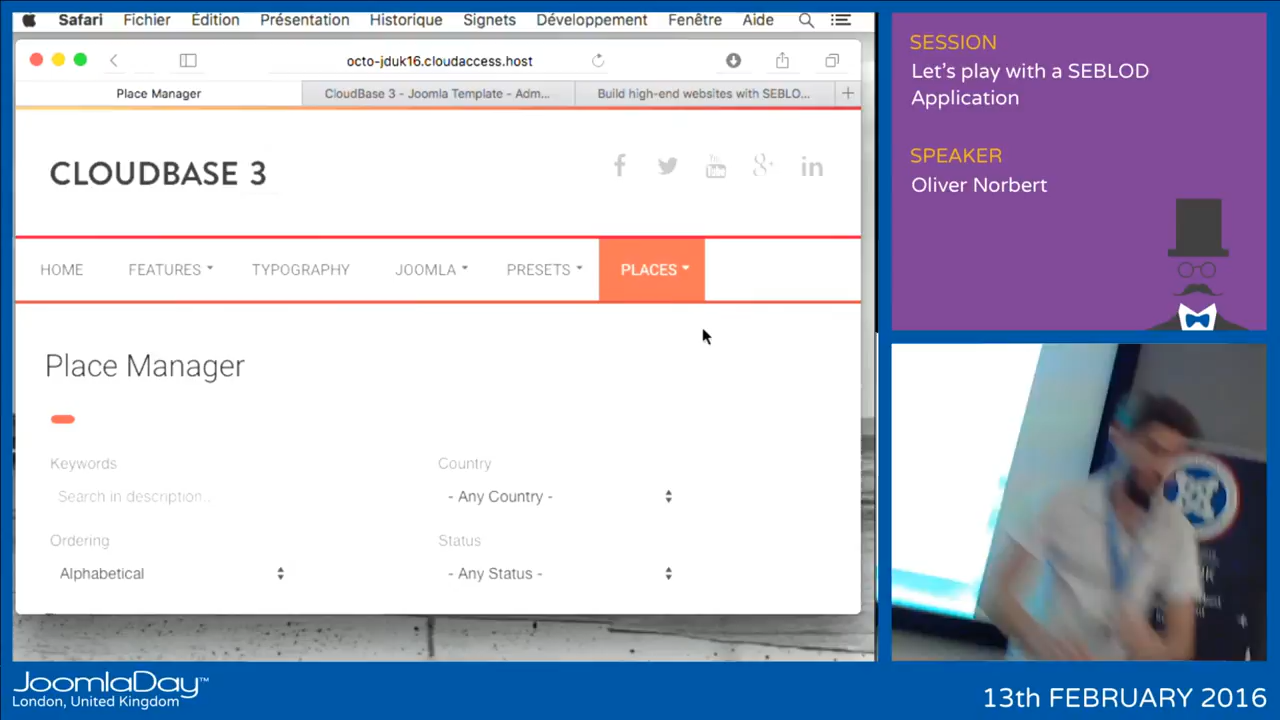 Safari Fichier Édition Présentation Historique Signets Développement Fenêtre Aide
octo-jduk16.cloudaccess.host
Place Manager
CloudBase 3 - Joomla Template - Adm...
Build high-end websites with SEBLO...
CLOUDBASE 3
HOME FEATURES TYPOGRAPHY JOOMLA PRESETS PLACES
Place Manager
Keywords
Country
Search in description..
- Any Country -
Ordering
Status
Alphabetical
- Any Status -
SESSION
Let's play with a SEBLOD
Application
SPEAKER
Oliver Norbert
JoomlaDay™
London, United Kingdom
13th FEBRUARY 2016